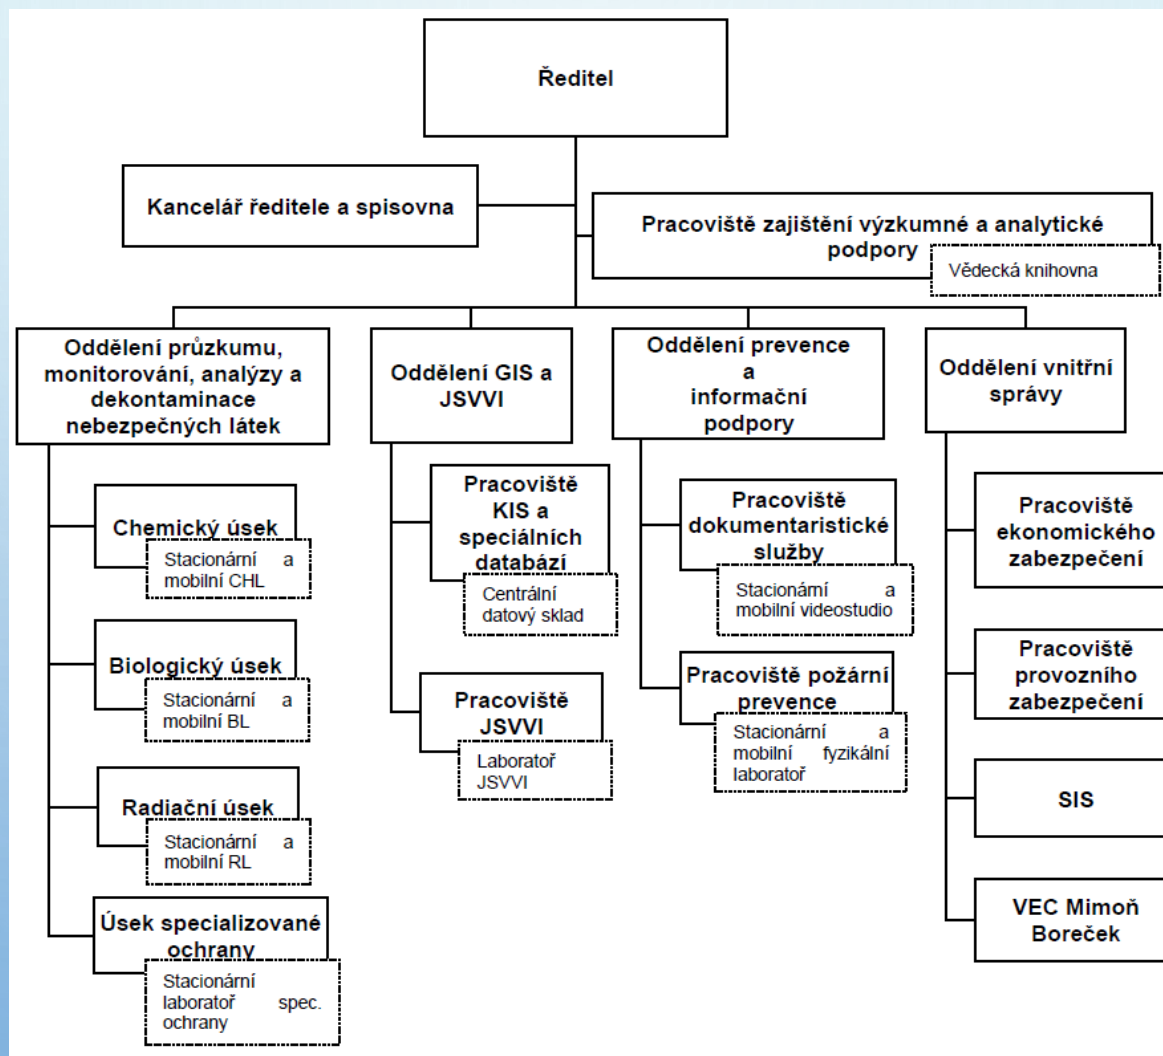 Ředitel
Kancelář ředitele a spisovna
Pracoviště zajištění výzkumné a analytické
podpory
Vědecká knihovna
Oddělení průzkumu,
monitorování, analýzy a
dekontaminace
nebezpečných látek
Chemický úsek
Stacionární a
mobilní CHL
Biologický úsek
Stacionární a
mobilní BL
Radiační úsek
Stacionární a
mobilní RL
Úsek specializované
ochrany
Stacionární
laboratoř spec.
ochrany
Oddělení GIS a
JSVVI
Pracoviště
KIS a
speciálních
databází
Centrální
datový sklad
Pracoviště
JSVVI
Laboratoř
JSVVI
Oddělení prevence
a
informační
podpory
Pracoviště
dokumentaristické
služby
Stacionární a
mobilní videostudio
Pracoviště požární
prevence
Stacionární a
mobilní fyzikální
laboratoř
Oddělení vnitřní
správy
Pracoviště
ekonomického
zabezpečení
Pracoviště
provozního
zabezpečení
SIS
VEC Mimoň
Boreček